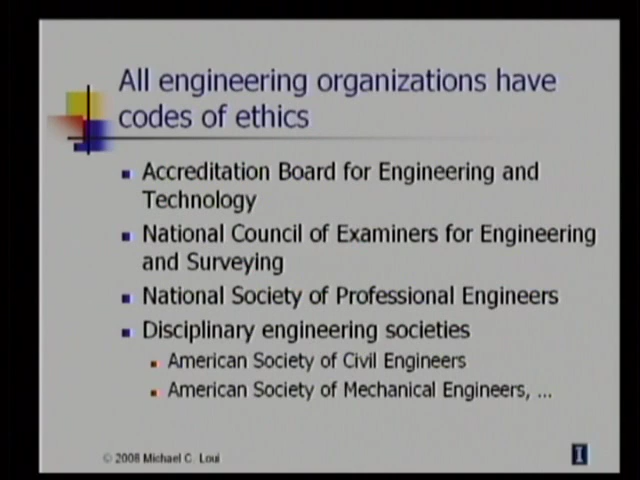 All engineering organizations have
codes of ethics
Accreditation Board for Engineering and
Technology
National Council of Examiners for Engineering
and Surveying
National Society of Professional Engineers
Disciplinary engineering societies
American Society of Civil Engineers
American Society of Mechanical Engineers, ...
© 2008 Michael C. Loui
I